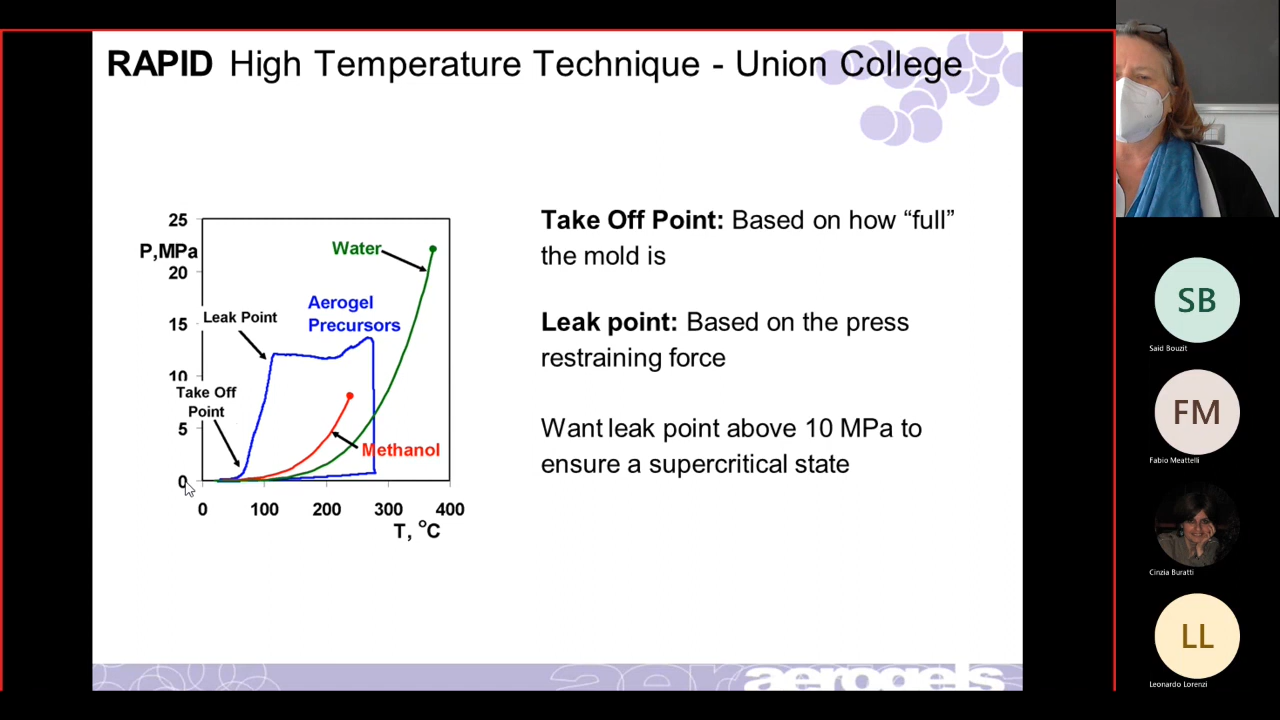 RAPID High Temperature Technique - Union College
25
P,MPa
20
15
10
5
0
0 100 200 300 400
T, °C
Water
Aerogel
Precursors
Leak Point
Take Off
Point
Methanol
Take Off Point: Based on how “full”
the mold is
Leak point: Based on the press
restraining force
Want leak point above 10 MPa to
ensure a supercritical state
aerogels
SB
Said Bouzit
FM
Fabio Meattelli
Cinzia Buratti
LL
Leonardo Lorenzi